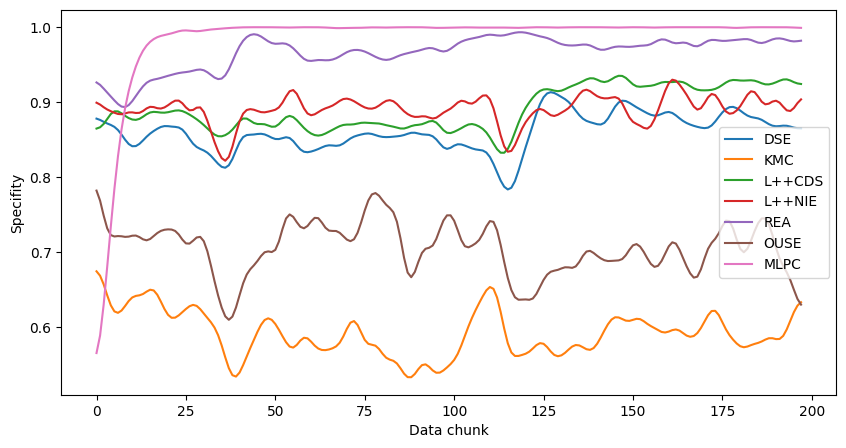 1.0
0.9
0.8
0.7
0.6
Specifity
0
25
50
75
100
125
150
175
200
Data chunk
DSE
KMC
L++CDS
L++NIE
REA
OUSE
MLPC